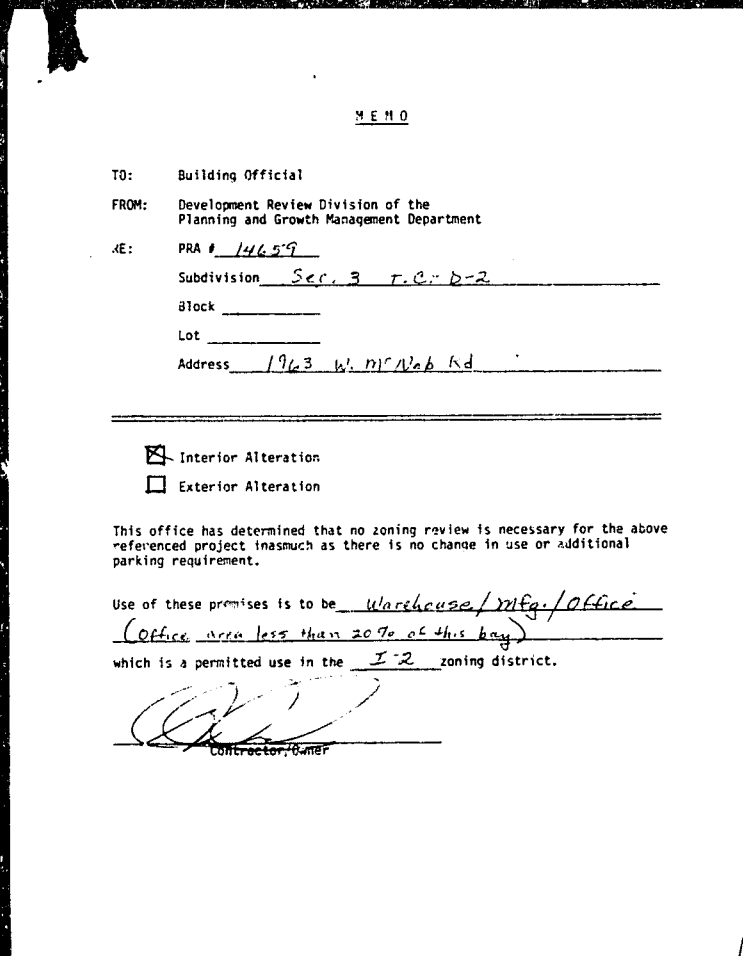 M E M O
TO: Building Official
FROM: Development Review Division of the
Planning and Growth Management Department
RE: PRA # 14659
Subdivision Sec. 3 T.C. D-2
Block
Lot
Address 1963 W. McNab Rd
Interior Alteration
Exterior Alteration
This office has determined that no zoning review is necessary for the above
referenced project inasmuch as there is no change in use or additional
parking requirement.
Use of these premises is to be Warehouse/Mfg./Office
(Office area less than 20% of this bay)
which is a permitted use in the I-2 zoning district.
Contractor/Owner